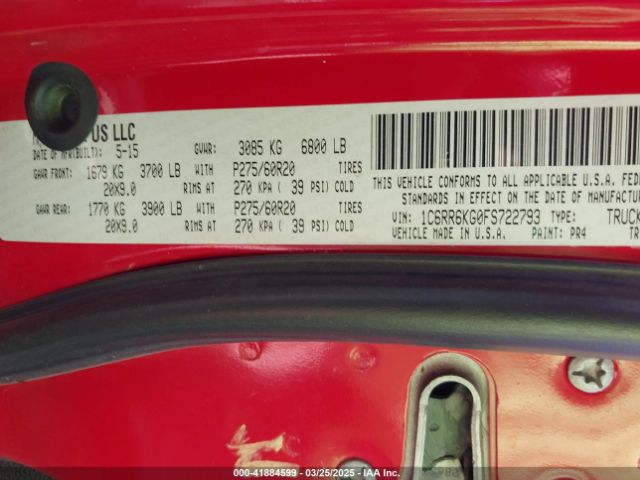 US LLC
DATE OF MFR(BUILT): 5-15 GVWR: 3085 KG 6800 LB
GAWR FRONT: 1679 KG 3700 LB WITH P275/60R20 TIRES
20X9.0 RIMS AT 270 KPA ( 39 PSI) COLD
GAWR REAR: 1770 KG 3900 LB WITH P275/60R20 TIRES
20X9.0 RIMS AT 270 KPA ( 39 PSI) COLD
THIS VEHICLE CONFORMS TO ALL APPLICABLE U.S.A.
STANDARDS IN EFFECT ON THE DATE OF
VIN: 1C6RR6KG0FS722793 TYPE: TRUCK
VEHICLE MADE IN U.S.A. PAINT: PR4
000-41884599 — 03/25/2025 — IAAI.COM - COPART